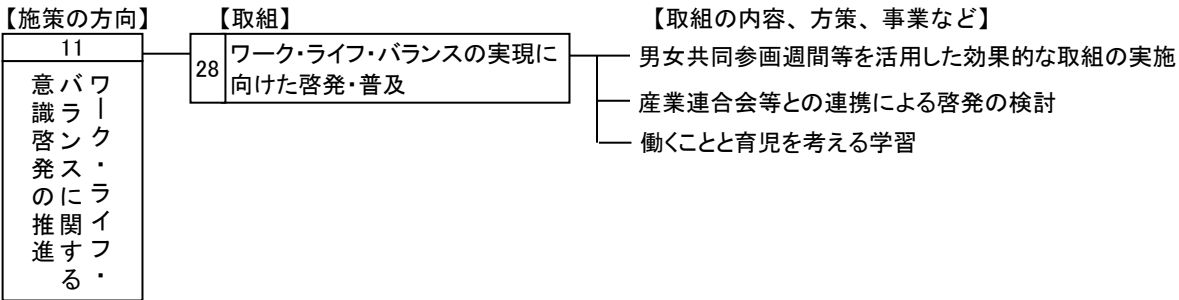 【施策の方向】 【取組】 【取組の内容、方策、事業など】
11
ワーク・ライフ・
バランスに関する
意識啓発の推進
28
ワーク・ライフ・バランスの実現に
向けた啓発・普及
男女共同参画週間等を活用した効果的な取組の実施
産業連合会等との連携による啓発の検討
働くことと育児を考える学習